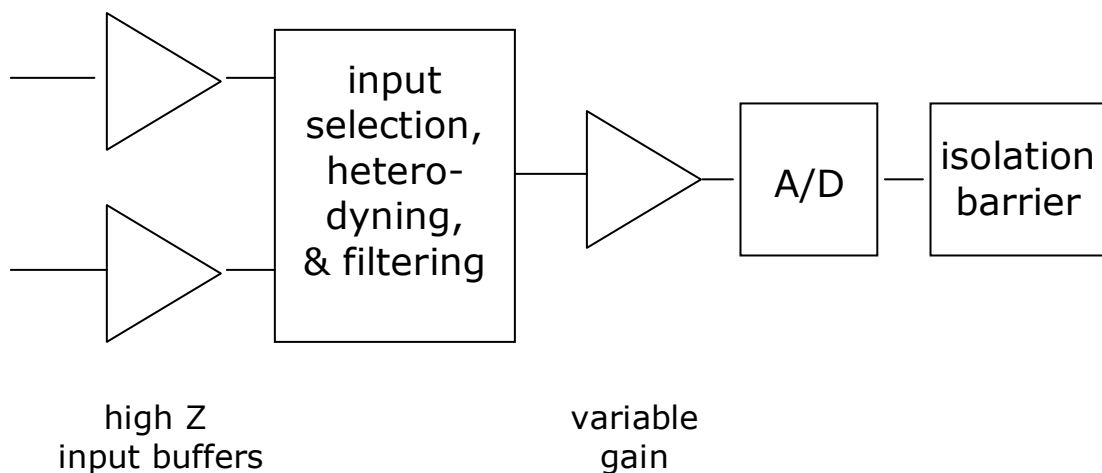 input
selection,
hetero-
dyning,
& filtering
A/D
isolation
barrier
high Z
input buffers
variable
gain